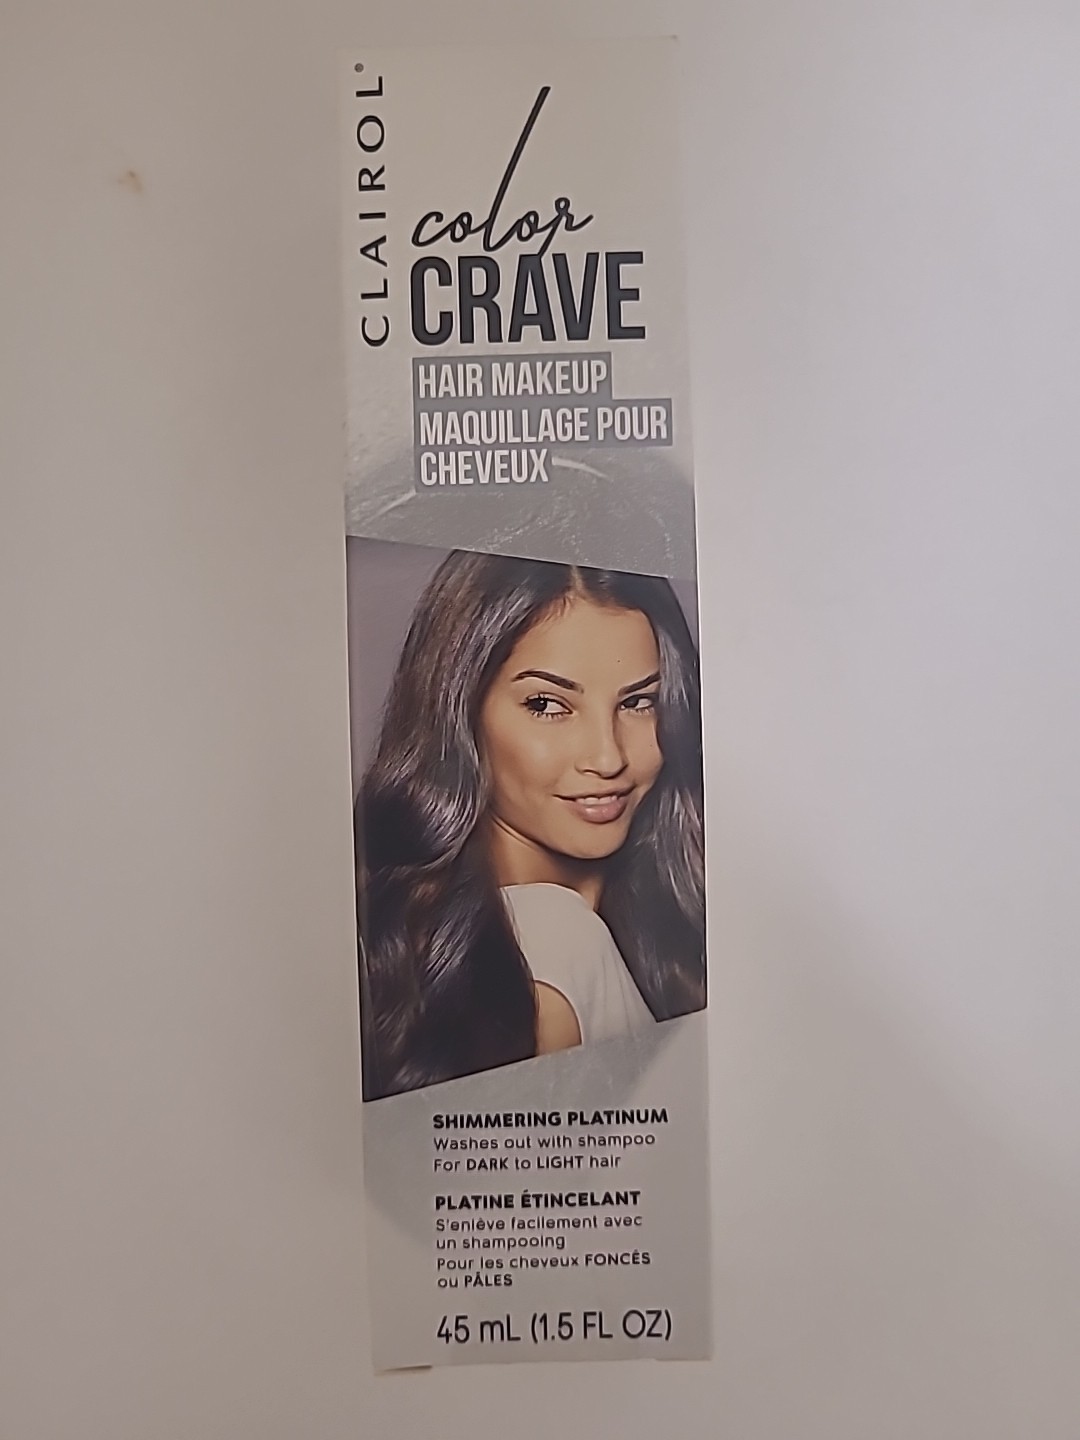 CLAIROL®
color
CRAVE
HAIR MAKEUP
MAQUILLAGE POUR
CHEVEUX
SHIMMERING PLATINUM
Washes out with shampoo
For DARK to LIGHT hair
PLATINE ÉTINCELANT
S'enlève facilement avec
un shampooing
Pour les cheveux FONCÉS
ou PÂLES
45 mL (1.5 FL OZ)